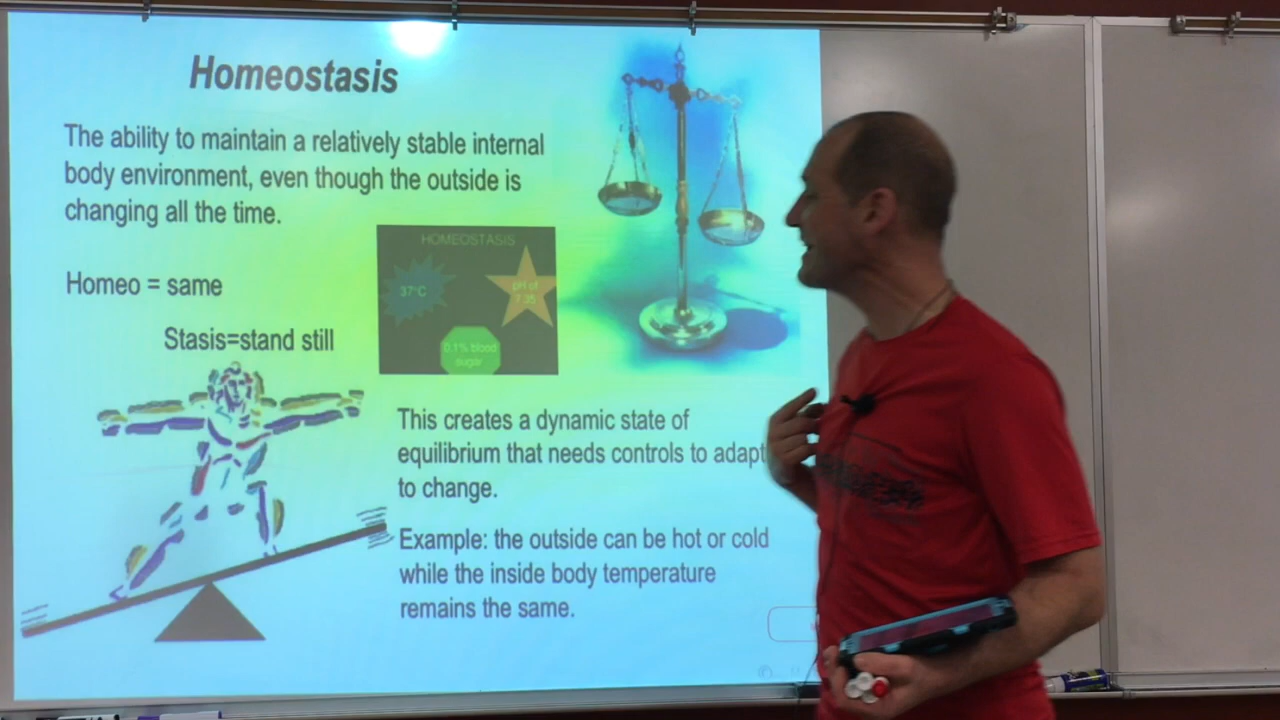 Homeostasis
The ability to maintain a relatively stable internal
body environment, even though the outside is
changing all the time.
Homeo = same
Stasis=stand still
HOMEOSTASIS
37°C
pH of
7.35
0.1% blood
sugar
This creates a dynamic state of
equilibrium that needs controls to adapt
to change.
Example: the outside can be hot or cold
while the inside body temperature
remains the same.